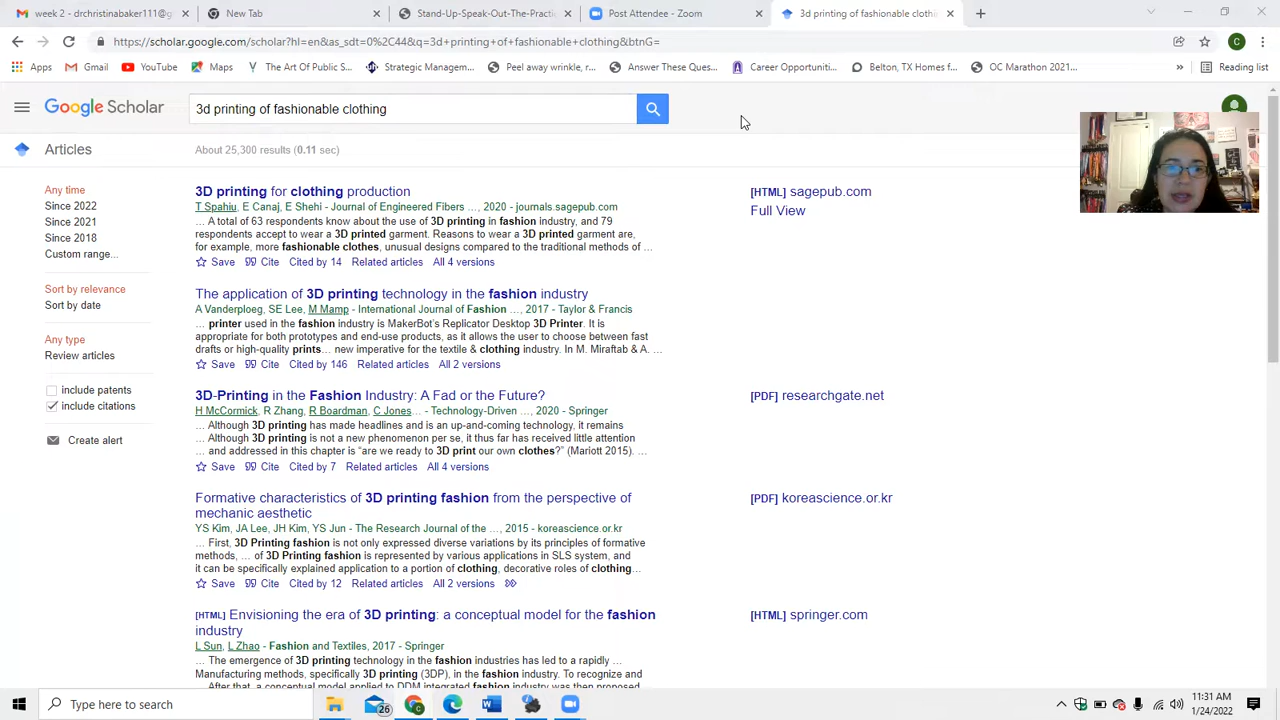 week 2 - drchristinabaker111@g
New Tab
Stand-Up-Speak-Out-The-Practi
Post Attendee - Zoom
3d printing of fashionable clothi
https://scholar.google.com/scholar?hl=en&as_sdt=0%2C44&q=3d+printing+of+fashionable+clothing&btnG=
C
Apps
Gmail
YouTube
Maps
The Art Of Public S...
Strategic Managem...
Peel away wrinkle, r...
Answer These Ques...
Career Opportuniti...
Belton, TX Homes f...
OC Marathon 2021...
»
Reading list
Google Scholar
3d printing of fashionable clothing
Articles
About 25,300 results (0.11 sec)
Any time
Since 2022
Since 2021
Since 2018
Custom range...
Sort by relevance
Sort by date
Any type
Review articles
include patents
include citations
Create alert
3D printing for clothing production
T Spahiu, E Canaj, E Shehi - Journal of Engineered Fibers …, 2020 - journals.sagepub.com
... A total of 63 respondents know about the use of 3D printing in fashion industry, and 79
respondents accept to wear a 3D printed garment. Reasons to wear a 3D printed garment are,
for example, more fashionable clothes, unusual designs compared to the traditional methods of ...
Save Cite Cited by 14 Related articles All 4 versions
[HTML] sagepub.com
Full View
The application of 3D printing technology in the fashion industry
A Vanderploeg, SE Lee, M Mamp - International Journal of Fashion …, 2017 - Taylor & Francis
... printer used in the fashion industry is MakerBot's Replicator Desktop 3D Printer. It is
appropriate for both prototypes and end-use products, as it allows the user to choose between fast
drafts or high-quality prints… new imperative for the textile & clothing industry. In M. Miraftab & A. ...
Save Cite Cited by 146 Related articles All 2 versions
3D-Printing in the Fashion Industry: A Fad or the Future?
H McCormick, R Zhang, R Boardman, C Jones… - Technology-Driven …, 2020 - Springer
... Although 3D printing has made headlines and is an up-and-coming technology, it remains
... Although 3D printing is not a new phenomenon per se, it thus far has received little attention
... and addressed in this chapter is “are we ready to 3D print our own clothes?” (Mariott 2015). ...
Save Cite Cited by 7 Related articles All 4 versions
[PDF] researchgate.net
Formative characteristics of 3D printing fashion from the perspective of
mechanic aesthetic
YS Kim, JA Lee, JH Kim, YS Jun - The Research Journal of the …, 2015 - koreascience.or.kr
... First, 3D Printing fashion is not only expressed diverse variations by its principles of formative
methods, ... of 3D Printing fashion is represented by various applications in SLS system, and
it can be specifically explained application to a portion of clothing, decorative roles of clothing...
Save Cite Cited by 12 Related articles All 2 versions
[PDF] koreascience.or.kr
[HTML] Envisioning the era of 3D printing: a conceptual model for the fashion
industry
L Sun, L Zhao - Fashion and Textiles, 2017 - Springer
... The emergence of 3D printing technology in the fashion industries has led to a rapidly ...
Manufacturing methods, specifically 3D printing (3DP), in the fashion industry. To recognize and
... After that, a conceptual model applied to DDM integrated fashion industry was then proposed
[HTML] springer.com
Type here to search
26
11:31 AM
1/24/2022